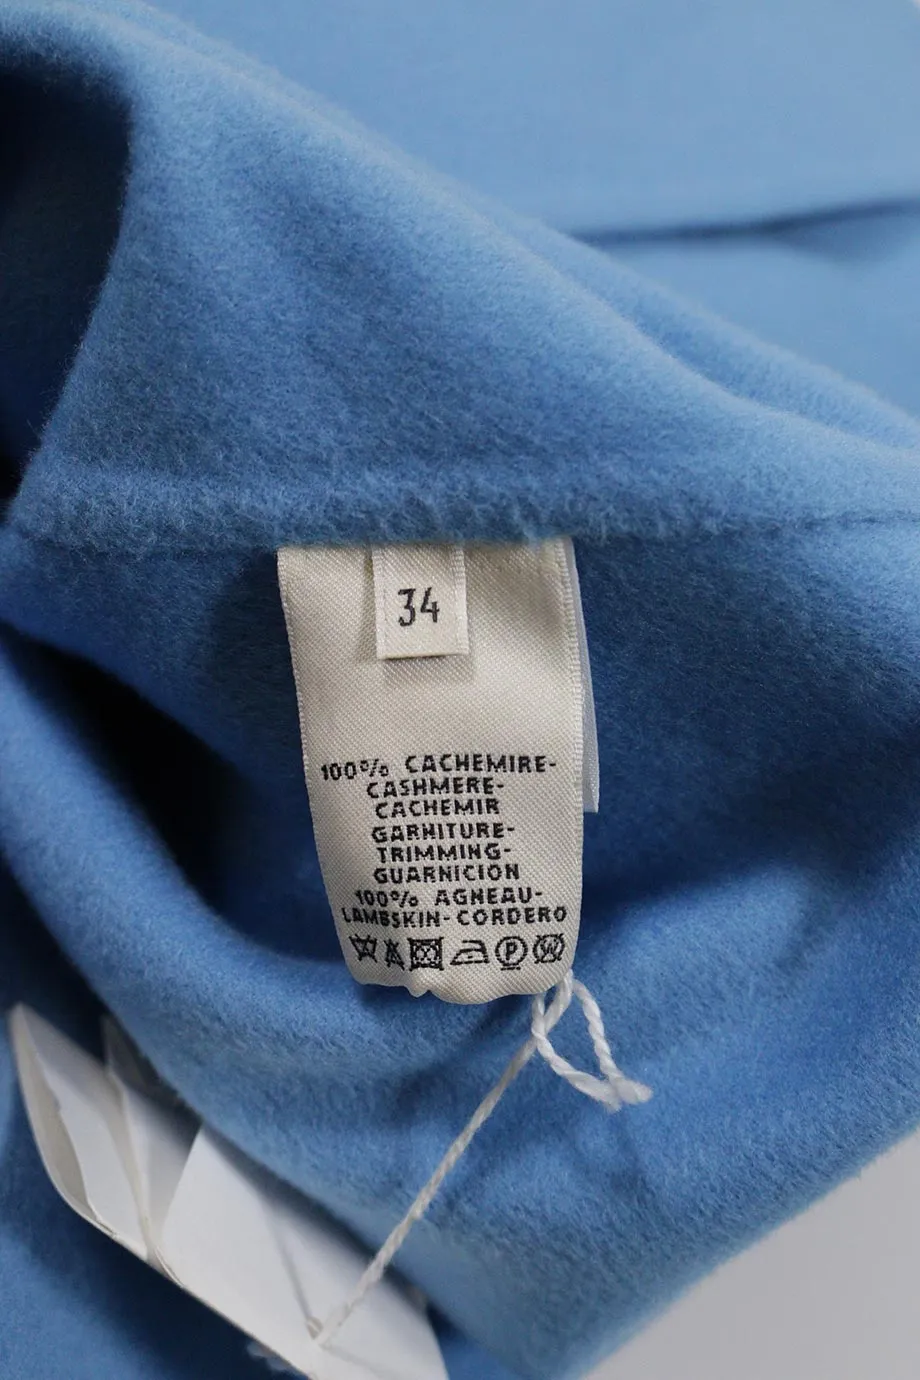 34
100% CACHEMIRE-
CASHMERE-
CACHEMIR
GARNITURE-
TRIMMING-
GUARNICION
100% AGNEAU-
LAMBSKIN-CORDERO
P W